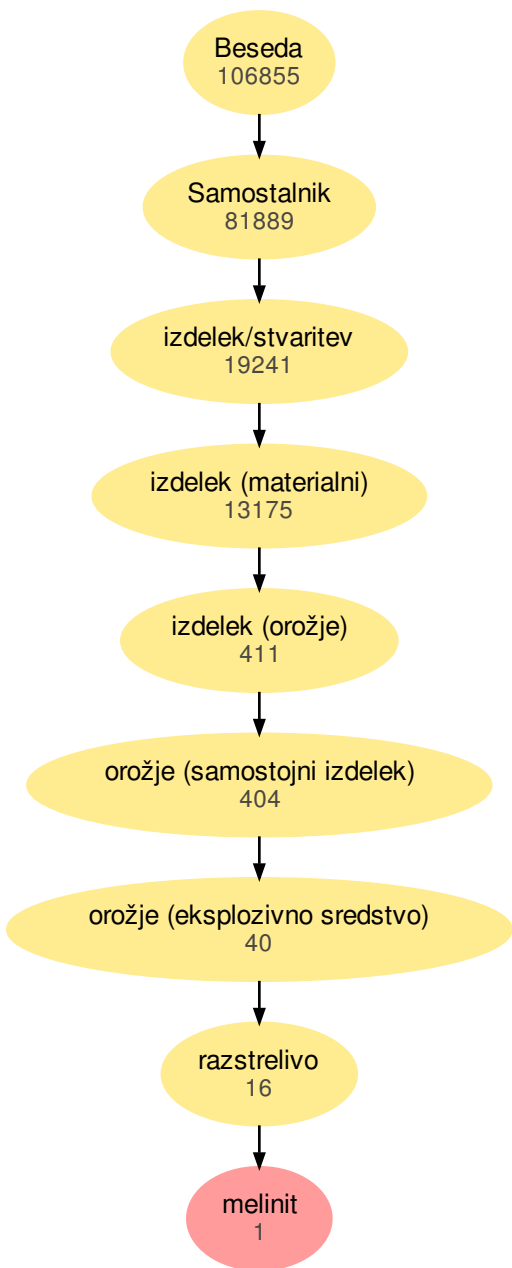 Beseda
106855
Samostalnik
81889
izdelek/stvaritev
19241
izdelek (materialni)
13175
izdelek (orožje)
411
orožje (samostojni izdelek)
404
orožje (eksplozivno sredstvo)
40
razstrelivo
16
melinit
1